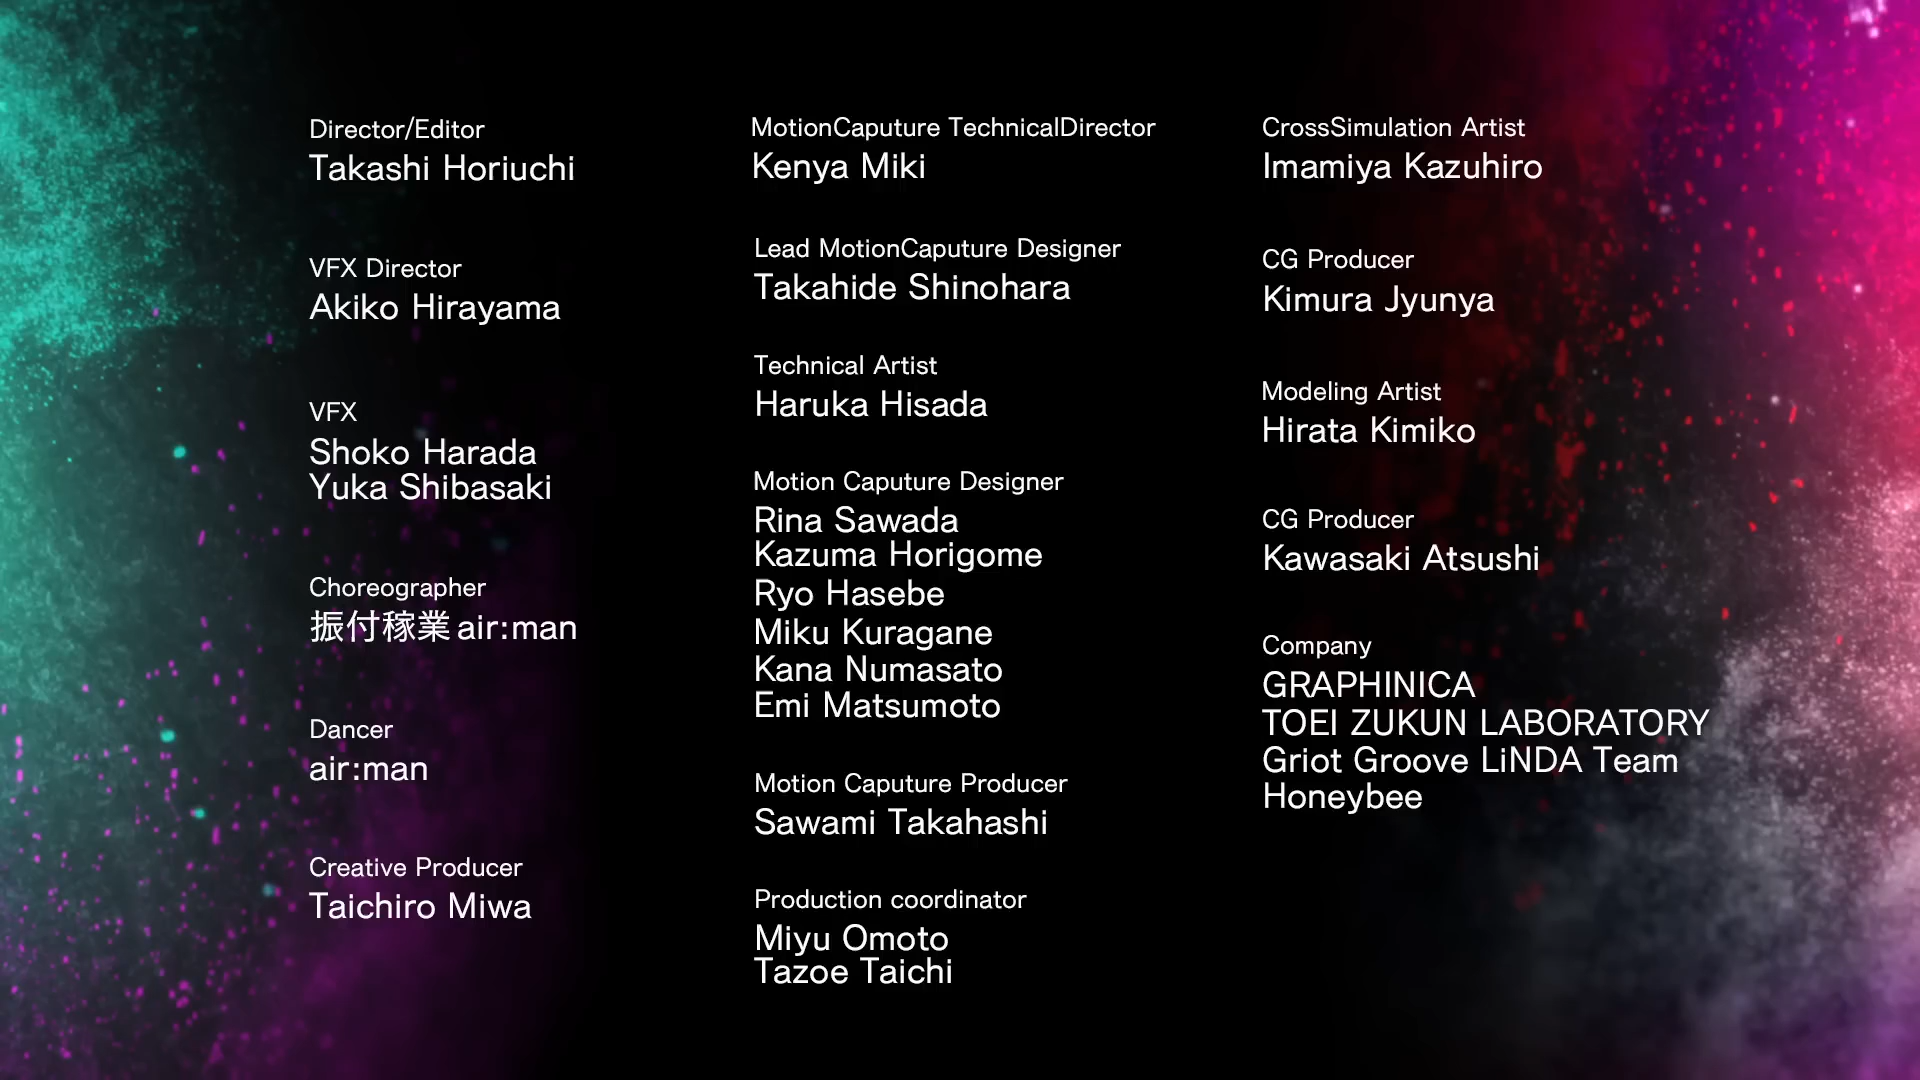 Director/Editor
Takashi Horiuchi
VFX Director
Akiko Hirayama
VFX
Shoko Harada
Yuka Shibasaki
Choreographer
振付稼業air:man
Dancer
air:man
Creative Producer
Taichiro Miwa
MotionCaputure TechnicalDirector
Kenya Miki
Lead MotionCaputure Designer
Takahide Shinohara
Technical Artist
Haruka Hisada
Motion Caputure Designer
Rina Sawada
Kazuma Horigome
Ryo Hasebe
Miku Kuragane
Kana Numasato
Emi Matsumoto
Motion Caputure Producer
Sawami Takahashi
Production coordinator
Miyu Omoto
Tazoe Taichi
CrossSimulation Artist
Imamiya Kazuhiro
CG Producer
Kimura Jyunya
Modeling Artist
Hirata Kimiko
CG Producer
Kawasaki Atsushi
Company
GRAPHINICA
TOEI ZUKUN LABORATORY
Griot Groove LiNDA Team
Honeybee